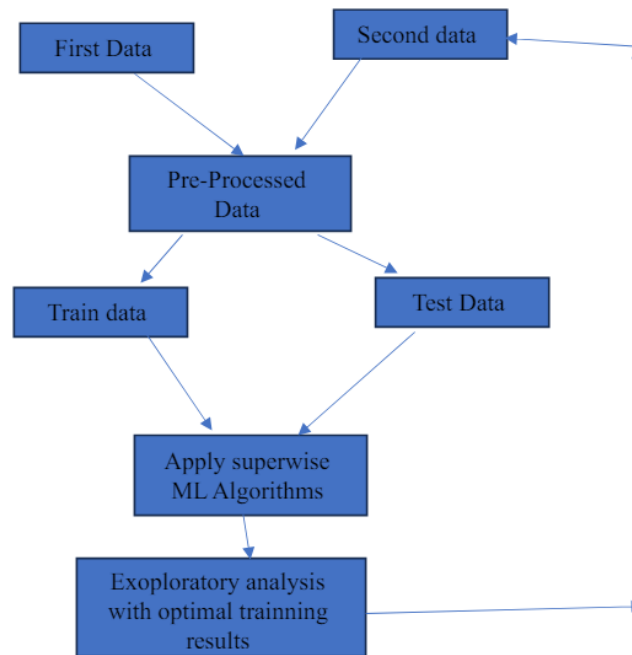 First Data
Second data
Pre-Processed
Data
Train data
Test Data
Apply superwise
ML Algorithms
Exoploratory analysis
with optimal trainning
results